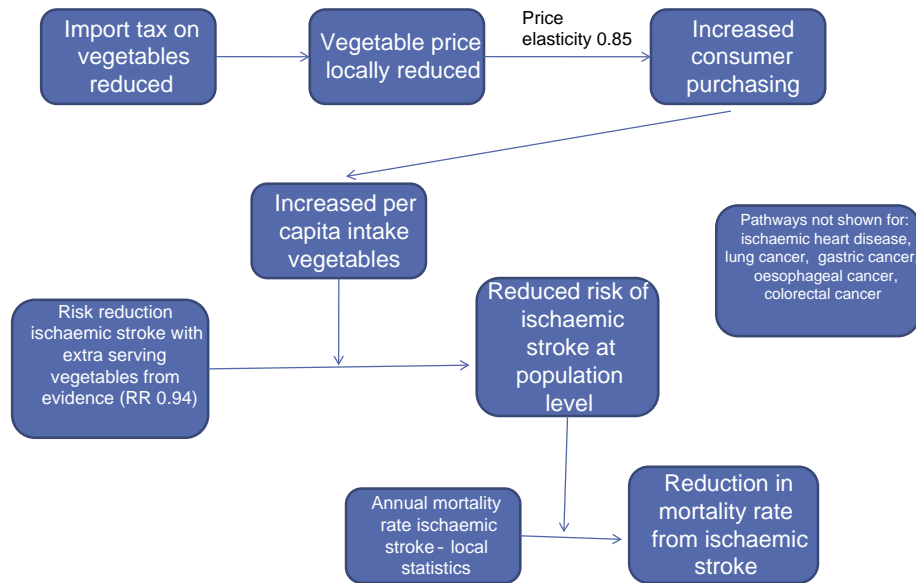 Import tax on
vegetables
reduced
Vegetable price
locally reduced
Price
elasticity 0.85
Increased
consumer
purchasing
Increased per
capita intake
vegetables
Pathways not shown for:
ischaemic heart disease,
lung cancer, gastric cancer,
oesophageal cancer,
colorectal cancer
Risk reduction
ischaemic stroke with
extra serving
vegetables from
evidence (RR 0.94)
Reduced risk of
ischaemic
stroke at
population
level
Annual mortality
rate ischaemic
stroke - local
statistics
Reduction in
mortality rate
from ischaemic
stroke